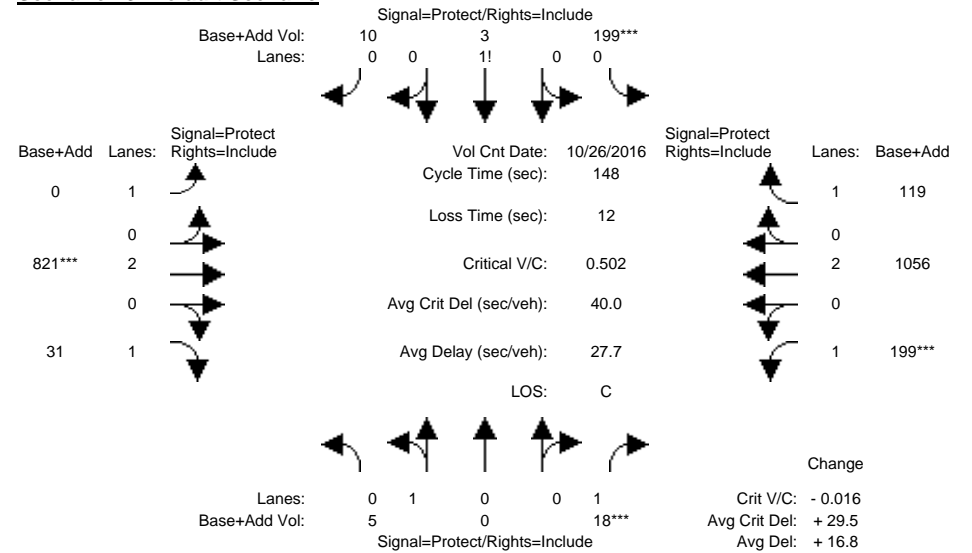 Signal=Protect/Rights=Include
Base+Add Vol: 10 3 199***
Lanes: 0 0 1! 0 0
Signal=Protect Signal=Protect
Base+Add Lanes: Rights=Include Vol Cnt Date: 10/26/2016 Rights=Include Lanes: Base+Add
Cycle Time (sec): 148
0 1 1 119
Loss Time (sec): 12
0 0
821*** 2 Critical V/C: 0.502 2 1056
0 Avg Crit Del (sec/veh): 40.0 0
31 1 Avg Delay (sec/veh): 27.7 1 199***
LOS: C
Change
Lanes: 0 1 0 0 1 Crit V/C: - 0.016
Base+Add Vol: 5 0 18*** Avg Crit Del: + 29.5
Signal=Protect/Rights=Include Avg Del: + 16.8